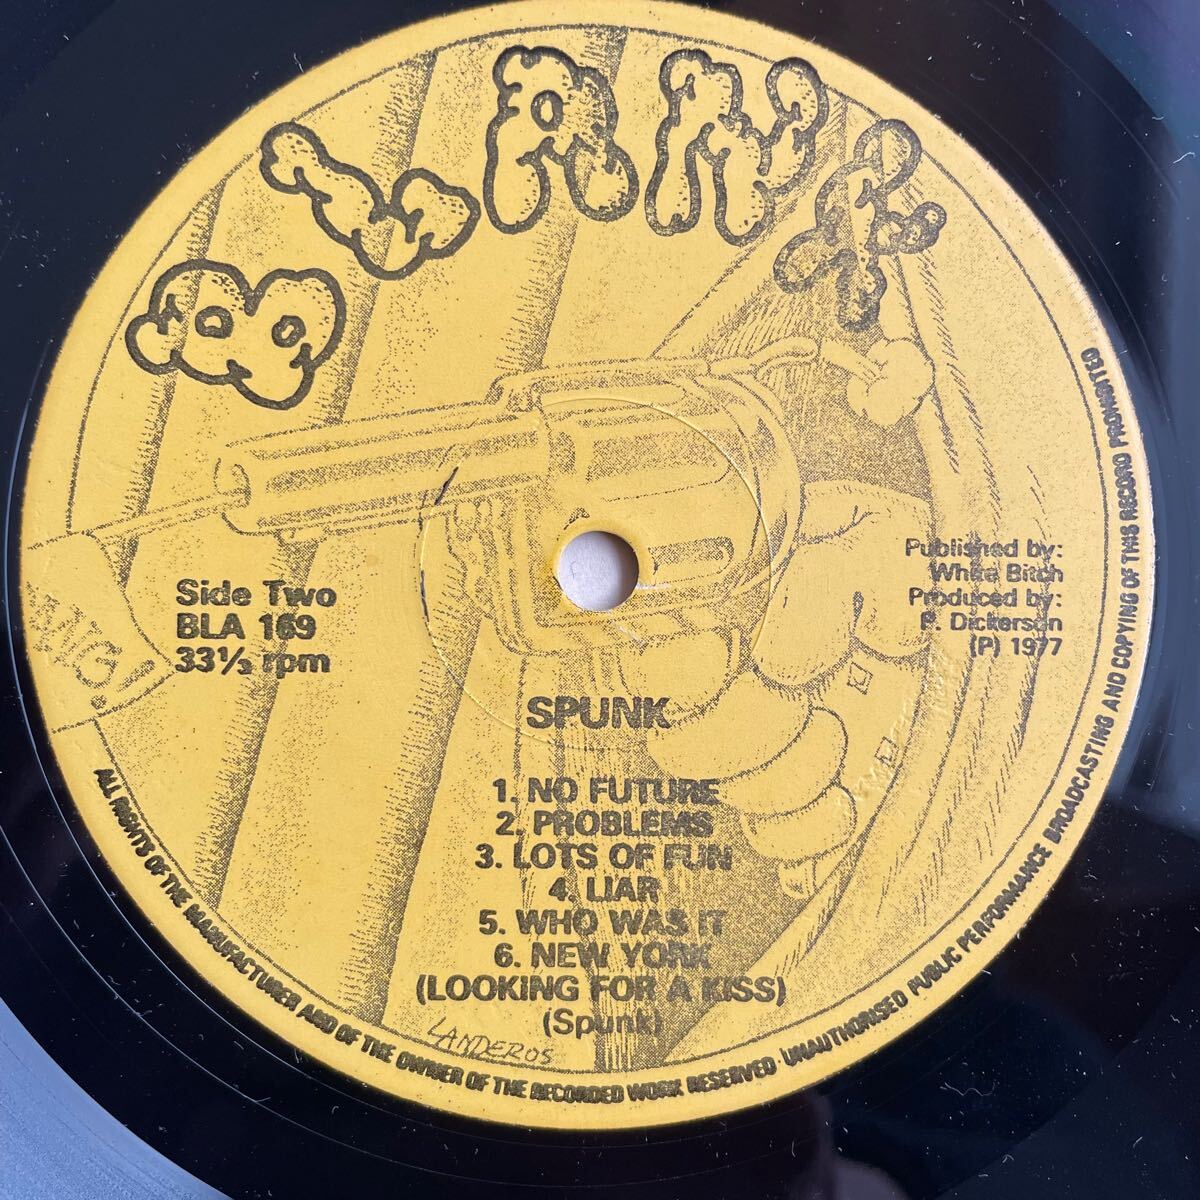 BLANK
Side Two
BLA 169
33⅓ rpm
Published by:
White Bitch
Produced by:
P. Dickerson
(P) 1977
SPUNK
1. NO FUTURE
2. PROBLEMS
3. LOTS OF FUN
4. LIAR
5. WHO WAS IT
6. NEW YORK
(LOOKING FOR A KISS)
(Spunk)
LANDEROS
ALL RIGHTS OF THE MANUFACTURER AND OF THE OWNER OF THE RECORDED WORK RESERVED · UNAUTHORISED PUBLIC PERFORMANCE BROADCASTING AND COPYING OF THIS RECORD PROHIBITED